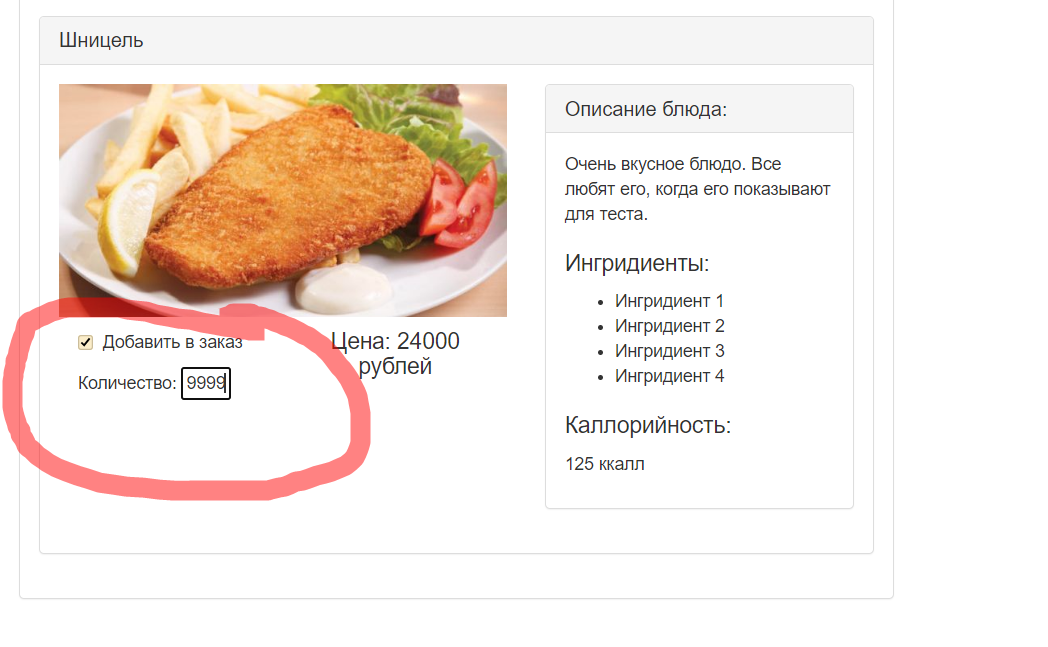 Шницель
Добавить в заказ
Количество: 9999
Цена: 24000
рублей
Описание блюда:
Очень вкусное блюдо. Все
любят его, когда его показывают
для теста.
Ингридиенты:
Ингридиент 1
Ингридиент 2
Ингридиент 3
Ингридиент 4
Каллорийность:
125 ккалл